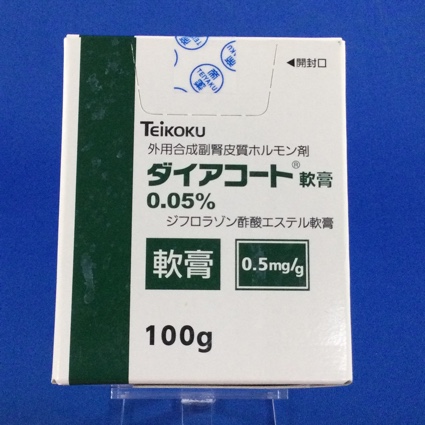 ◀開封口
TEIYAKU
TEIKOKU
外用合成副腎皮質ホルモン剤
ダイアコート®軟膏
0.05%
ジフロラゾン酢酸エステル軟膏
軟膏
0.5mg/g
100g